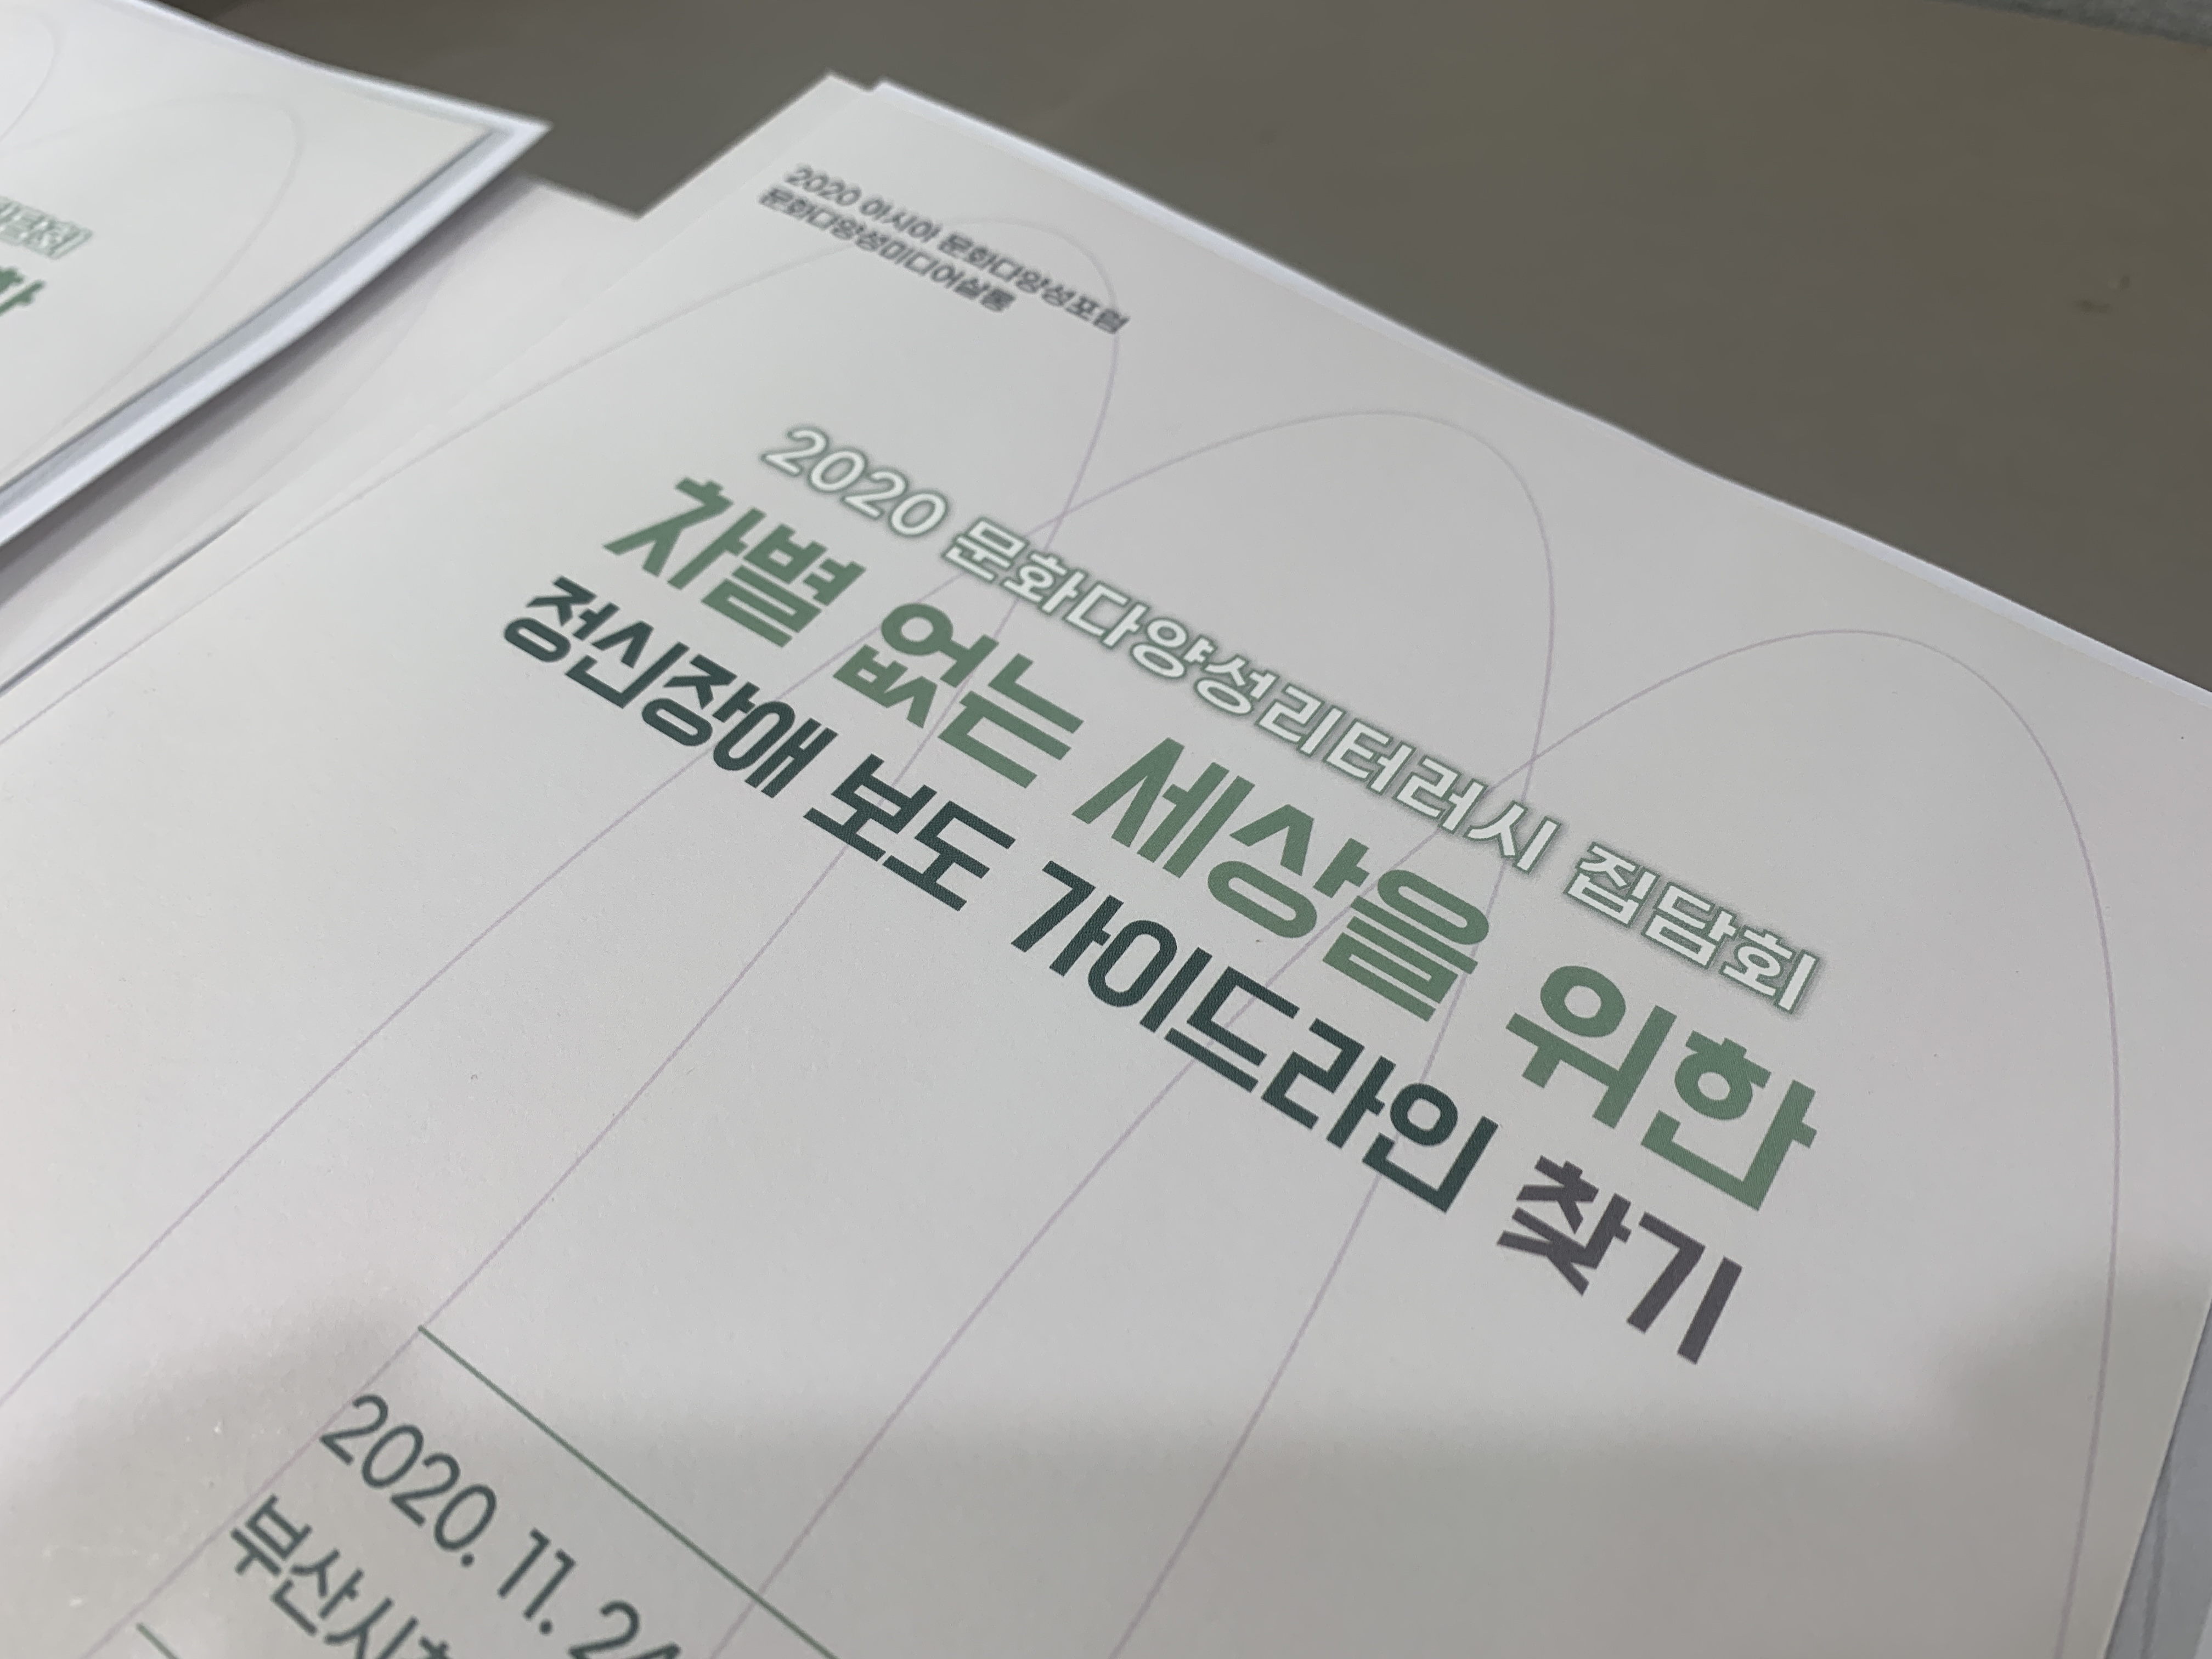 2020 아시아 문화다양성포럼
문화다양성미디어살롱
2020 문화다양성리터러시 집담회
차별 없는 세상을 위한
정신장애 보도 가이드라인 찾기
2020. 11. 24
부산시